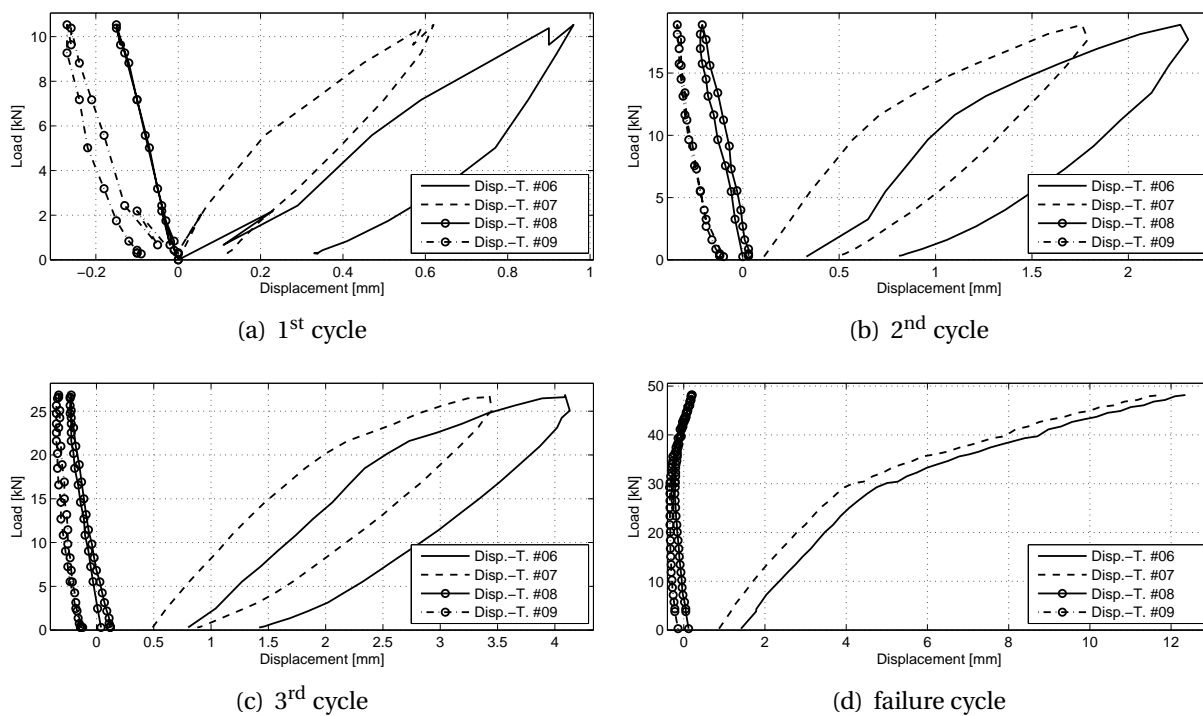 10
8
6
4
2
0
Load [kN]
−0.2
0
0.2
0.4
0.6
0.8
1
Displacement [mm]
Disp.−T. #06
Disp.−T. #07
Disp.−T. #08
Disp.−T. #09
(a) 1st cycle
15
10
5
0
Load [kN]
0
0.5
1
1.5
2
Displacement [mm]
Disp.−T. #06
Disp.−T. #07
Disp.−T. #08
Disp.−T. #09
(b) 2nd cycle
25
20
15
10
5
0
Load [kN]
0
0.5
1
1.5
2
2.5
3
3.5
4
Displacement [mm]
Disp.−T. #06
Disp.−T. #07
Disp.−T. #08
Disp.−T. #09
(c) 3rd cycle
50
40
30
20
10
0
Load [kN]
0
2
4
6
8
10
12
Displacement [mm]
Disp.−T. #06
Disp.−T. #07
Disp.−T. #08
Disp.−T. #09
(d) failure cycle